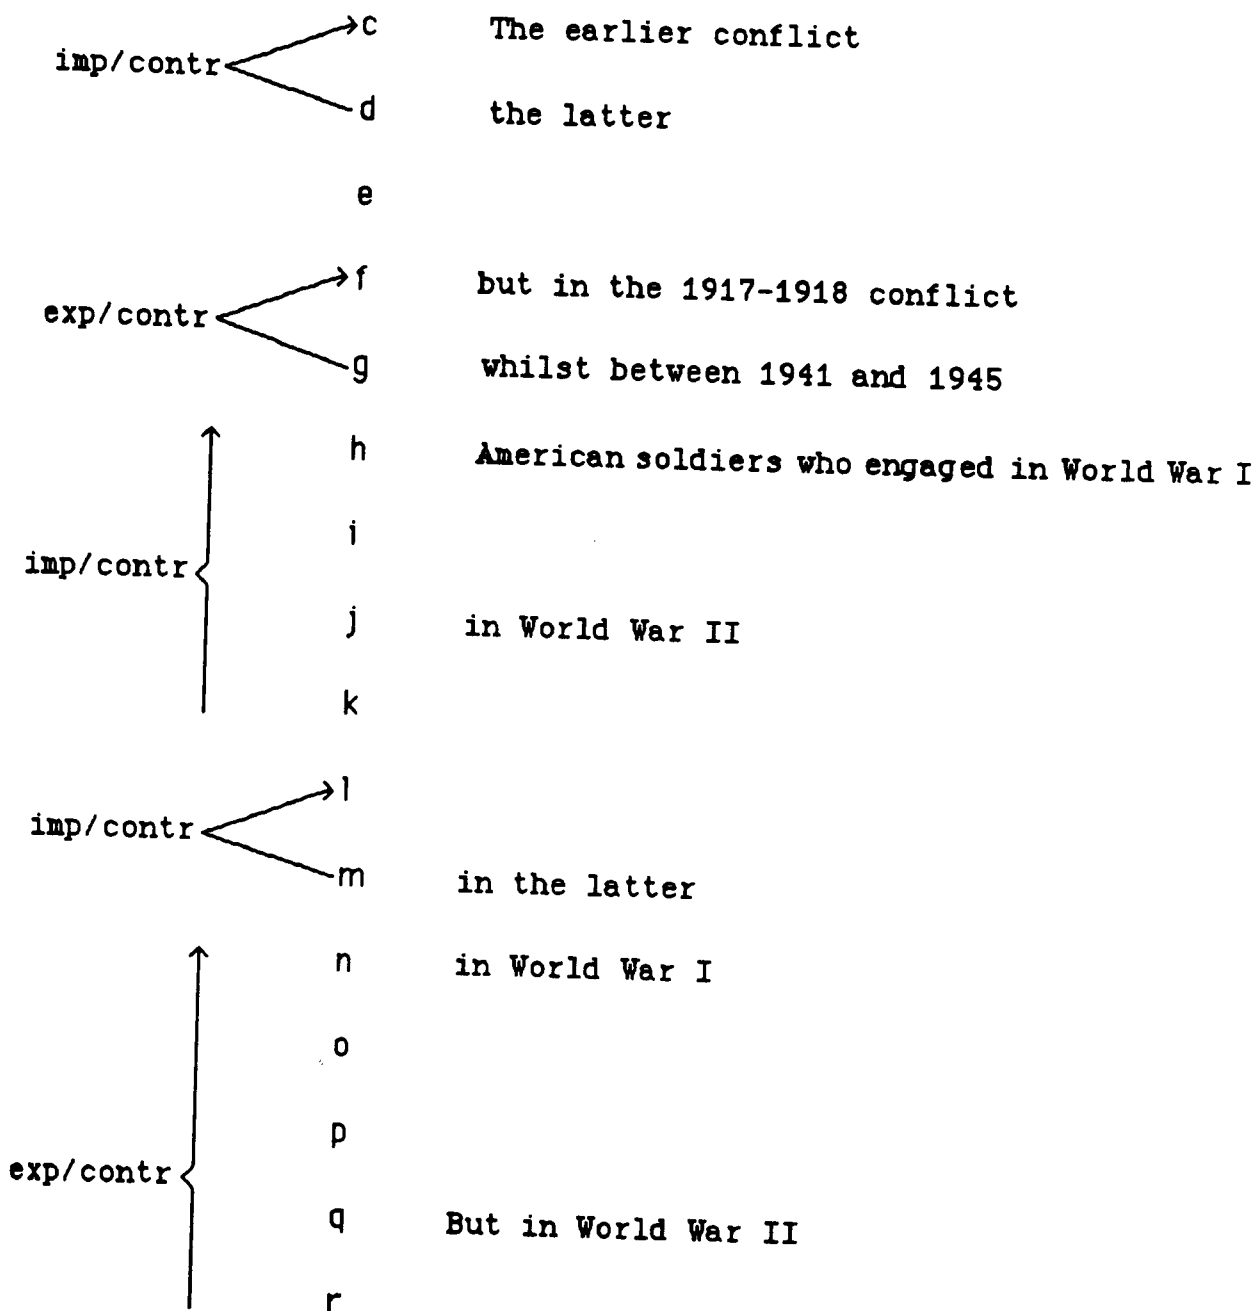 c The earlier conflict
imp/contr
d the latter
e
f but in the 1917-1918 conflict
exp/contr
g whilst between 1941 and 1945
h American soldiers who engaged in World War I
i
imp/contr
j in World War II
k
l
imp/contr
m in the latter
n in World War I
o
p
exp/contr
q But in World War II
r